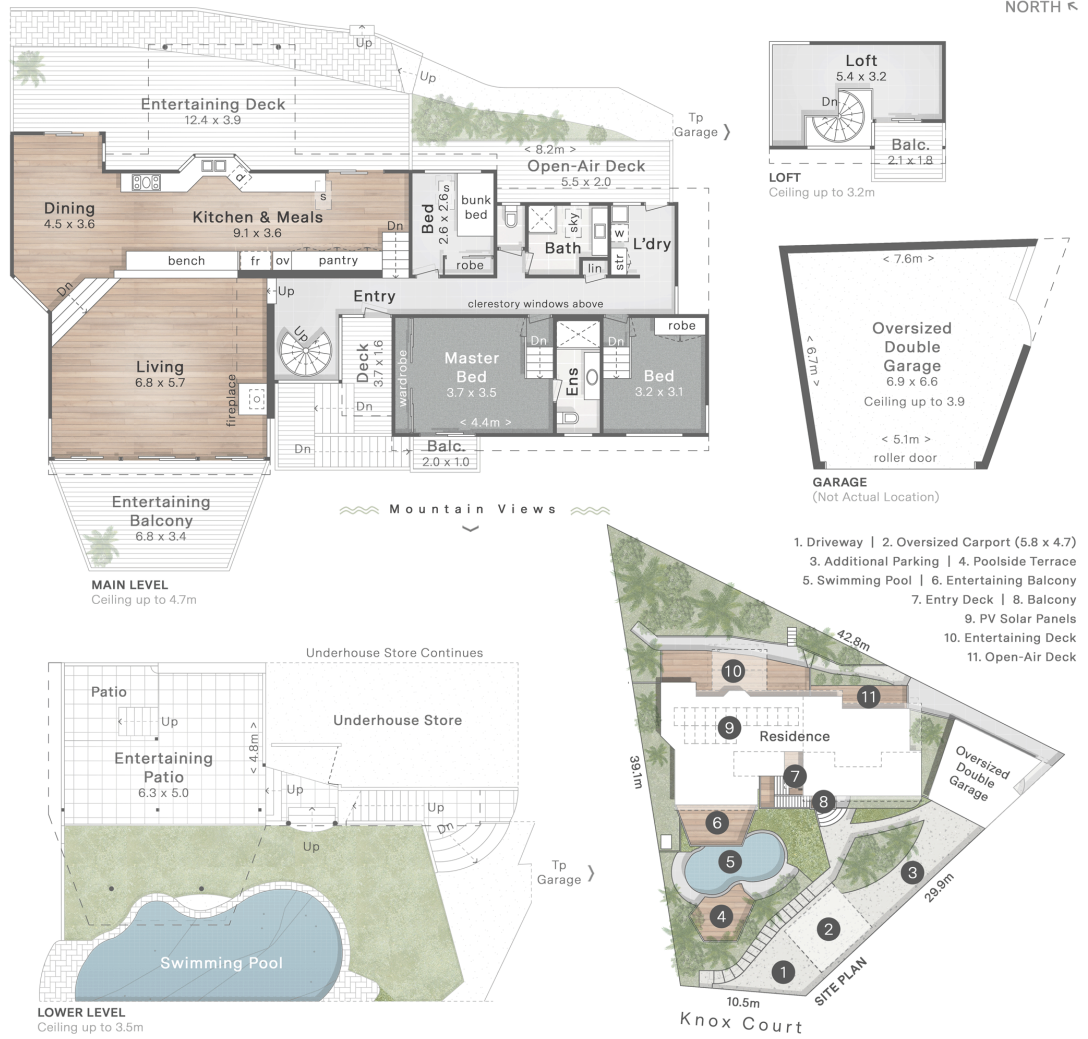 NORTH
Up
Up
Entertaining Deck
12.4 x 3.9
Tp
Garage
< 8.2m >
Open-Air Deck
5.5 x 2.0
Dining
4.5 x 3.6
Kitchen & Meals
9.1 x 3.6
d
s
Dn
bench
fr
ov
pantry
Bed
2.6 x 2.6
s
bunk
bed
robe
Bath
sky
lin
w
str
L'dry
Dn
Up
Entry
clerestory windows above
Up
Living
6.8 x 5.7
fireplace
Deck
3.7 x 1.6
Dn
Dn
wardrobe
Master
Bed
3.7 x 3.5
< 4.4m >
Dn
Ens
Dn
robe
Bed
3.2 x 3.1
Balc.
2.0 x 1.0
Entertaining
Balcony
6.8 x 3.4
MAIN LEVEL
Ceiling up to 4.7m
Mountain Views
Loft
5.4 x 3.2
Dn
Balc.
2.1 x 1.8
LOFT
Ceiling up to 3.2m
< 7.6m >
< 6.7m >
Oversized
Double
Garage
6.9 x 6.6
Ceiling up to 3.9
< 5.1m >
roller door
GARAGE
(Not Actual Location)
1. Driveway | 2. Oversized Carport (5.8 x 4.7)
3. Additional Parking | 4. Poolside Terrace
5. Swimming Pool | 6. Entertaining Balcony
7. Entry Deck | 8. Balcony
9. PV Solar Panels
10. Entertaining Deck
11. Open-Air Deck
Underhouse Store Continues
Patio
Up
Underhouse Store
Entertaining
Patio
6.3 x 5.0
< 4.8m >
Up
Up
Dn
Up
Tp
Garage
Swimming Pool
LOWER LEVEL
Ceiling up to 3.5m
42.8m
10
11
9
Residence
39.1m
7
8
Oversized
Double
Garage
6
5
3
29.9m
4
2
1
SITE PLAN
10.5m
Knox Court